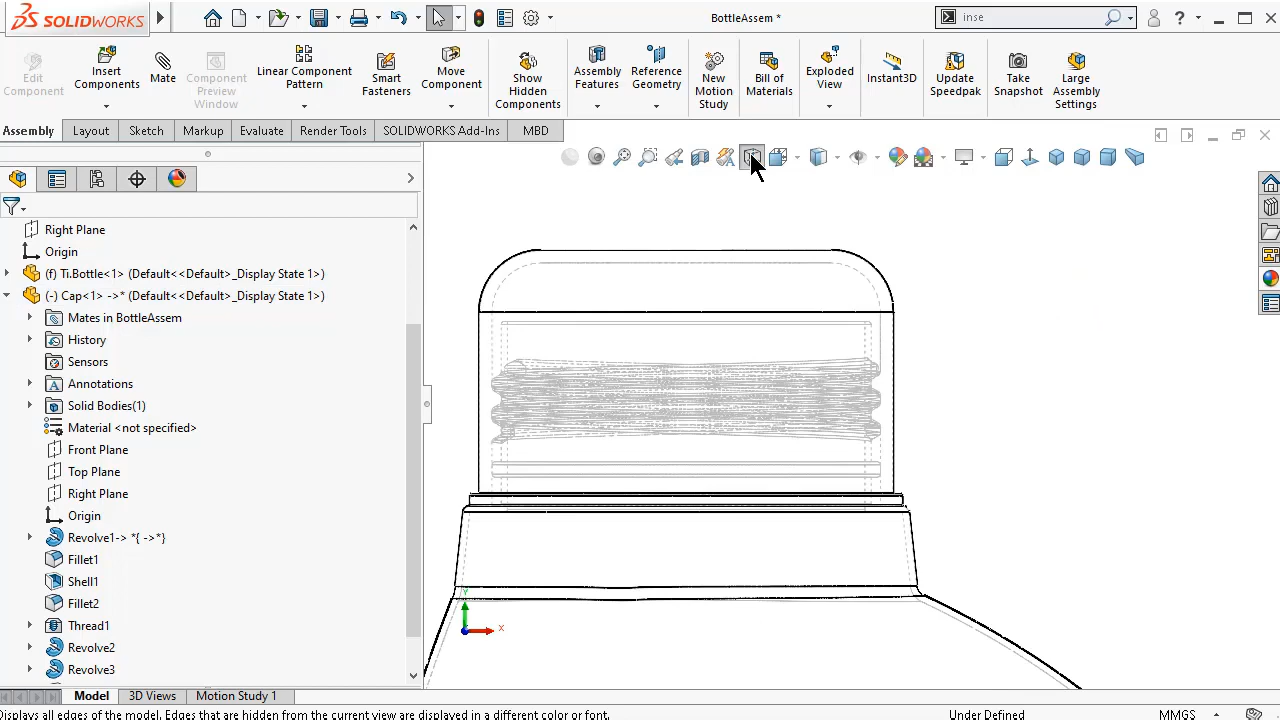 SOLIDWORKS
BottleAssem *
inse
?
Edit Component
Insert Components
Mate
Component Preview Window
Linear Component Pattern
Smart Fasteners
Move Component
Show Hidden Components
Assembly Features
Reference Geometry
New Motion Study
Bill of Materials
Exploded View
Instant3D
Update Speedpak
Take Snapshot
Large Assembly Settings
Assembly
Layout
Sketch
Markup
Evaluate
Render Tools
SOLIDWORKS Add-Ins
MBD
Right Plane
Origin
(f) Ti.Bottle<1> (Default<<Default>_Display State 1>)
(-) Cap<1> ->* (Default<<Default>_Display State 1>)
Mates in BottleAssem
History
Sensors
Annotations
Solid Bodies(1)
Material <not specified>
Front Plane
Top Plane
Right Plane
Origin
Revolve1-> *{ ->*}
Fillet1
Shell1
Fillet2
Thread1
Revolve2
Revolve3
Y
X
Model
3D Views
Motion Study 1
Displays all edges of the model. Edges that are hidden from the current view are displayed in a different color or font.
Under Defined
MMGS